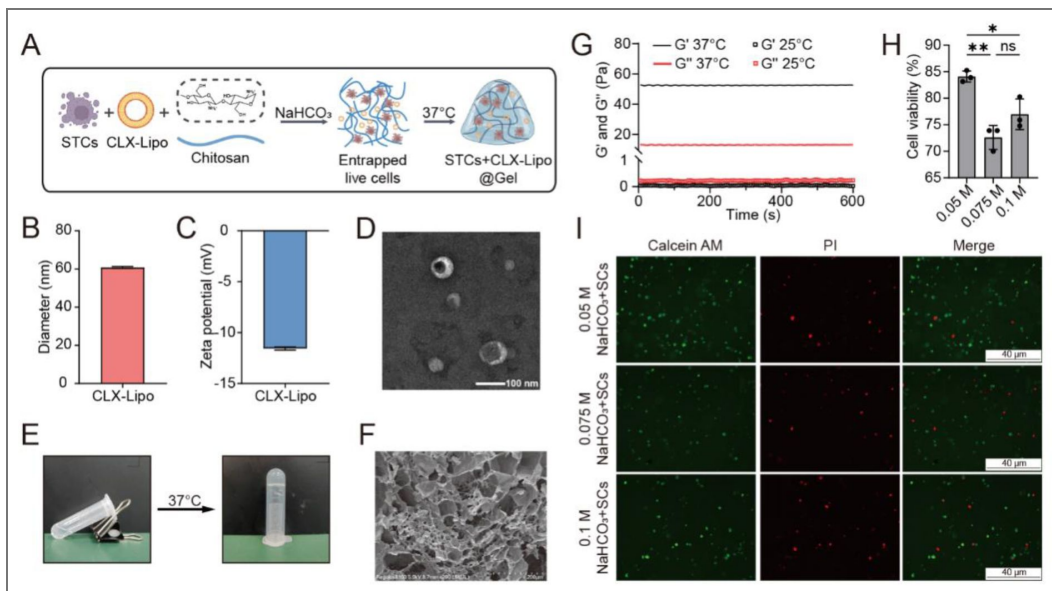 A
STCs
CLX-Lipo
Chitosan
NaHCO₃
Entrapped
live cells
37°C
STCs+CLX-Lipo
@Gel
B
Diameter (nm)
80
60
40
20
0
CLX-Lipo
C
Zeta potential (mV)
0
-5
-10
-15
CLX-Lipo
D
100 nm
E
37°C
F
G
G' and G'' (Pa)
80
60
40
20
1
0
G' 37°C
G' 25°C
G'' 37°C
G'' 25°C
0
200
400
600
Time (s)
H
Cell viability (%)
90
85
80
75
70
65
*
**
ns
0.05 M
0.075 M
0.1 M
I
Calcein AM
PI
Merge
0.05 M
NaHCO₃+SCs
40 μm
0.075 M
NaHCO₃+SCs
40 μm
0.1 M
NaHCO₃+SCs
40 μm